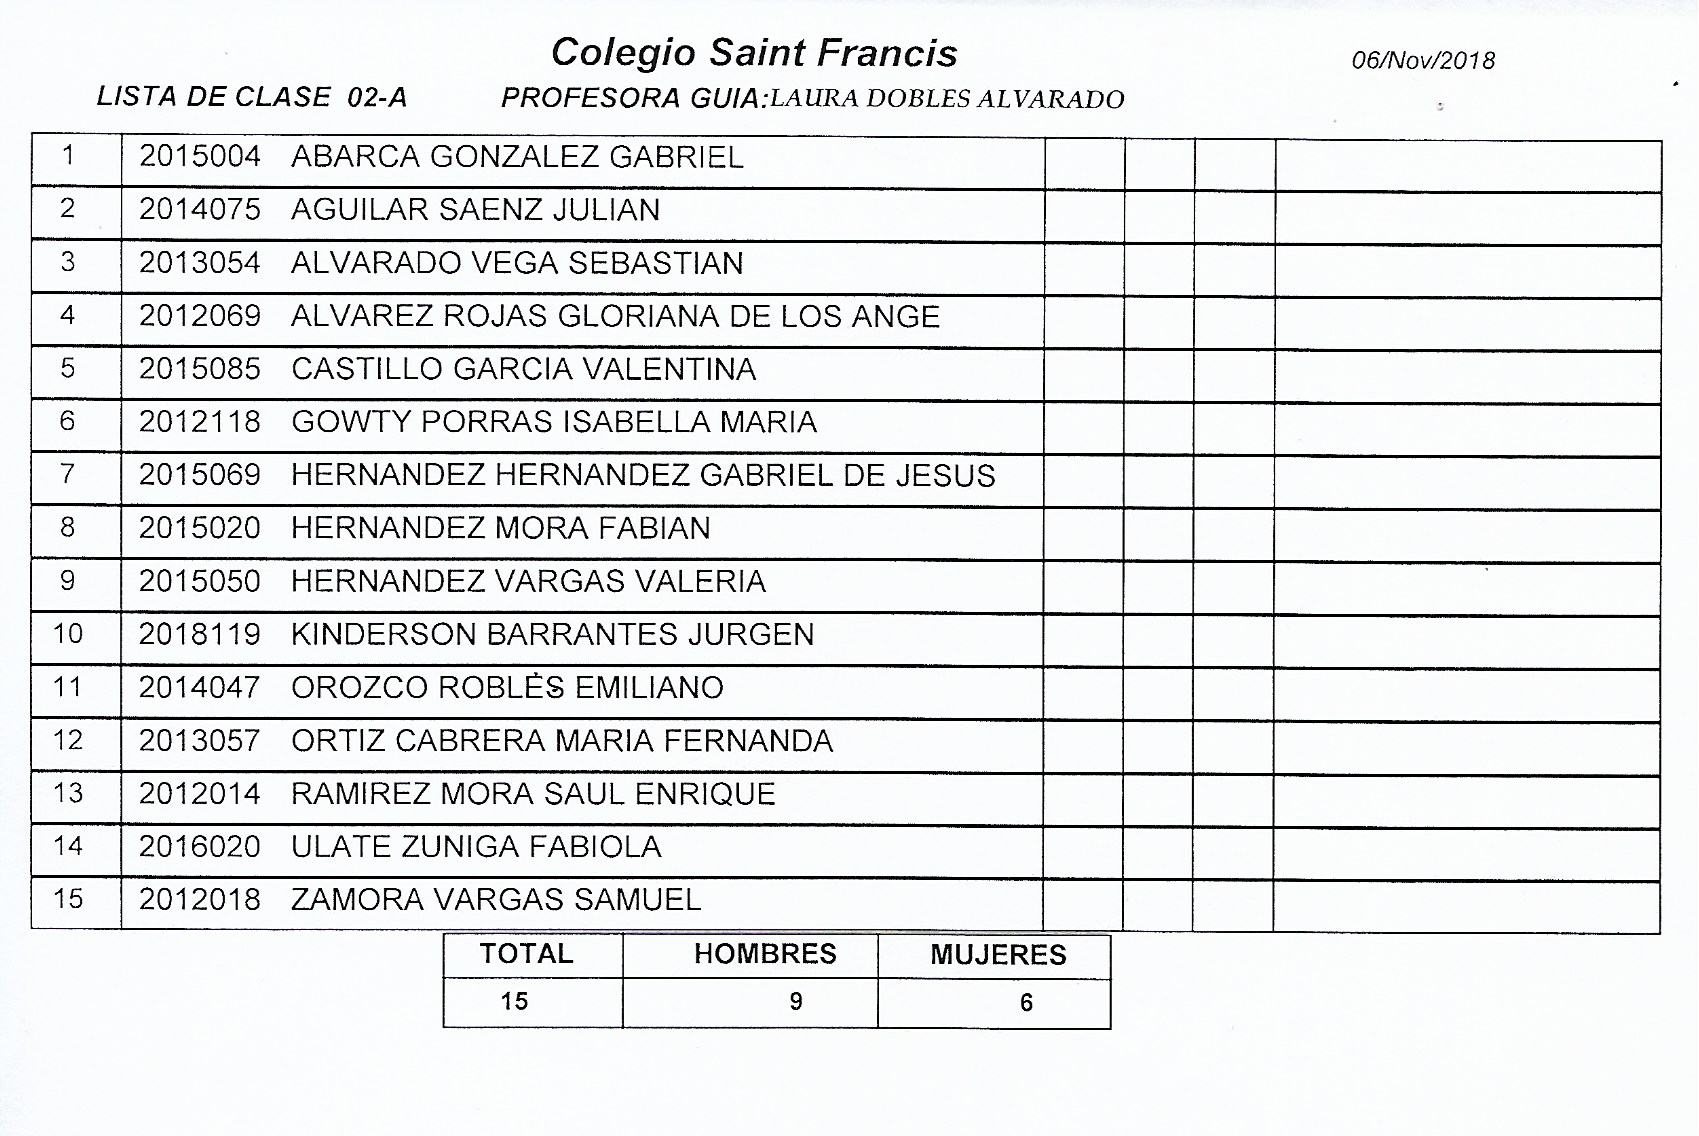 Colegio Saint Francis
06/Nov/2018
LISTA DE CLASE 02-A PROFESORA GUIA:LAURA DOBLES ALVARADO
1 2015004 ABARCA GONZALEZ GABRIEL
2 2014075 AGUILAR SAENZ JULIAN
3 2013054 ALVARADO VEGA SEBASTIAN
4 2012069 ALVAREZ ROJAS GLORIANA DE LOS ANGE
5 2015085 CASTILLO GARCIA VALENTINA
6 2012118 GOWTY PORRAS ISABELLA MARIA
7 2015069 HERNANDEZ HERNANDEZ GABRIEL DE JESUS
8 2015020 HERNANDEZ MORA FABIAN
9 2015050 HERNANDEZ VARGAS VALERIA
10 2018119 KINDERSON BARRANTES JURGEN
11 2014047 OROZCO ROBLES EMILIANO
12 2013057 ORTIZ CABRERA MARIA FERNANDA
13 2012014 RAMIREZ MORA SAUL ENRIQUE
14 2016020 ULATE ZUNIGA FABIOLA
15 2012018 ZAMORA VARGAS SAMUEL
TOTAL HOMBRES MUJERES
15 9 6